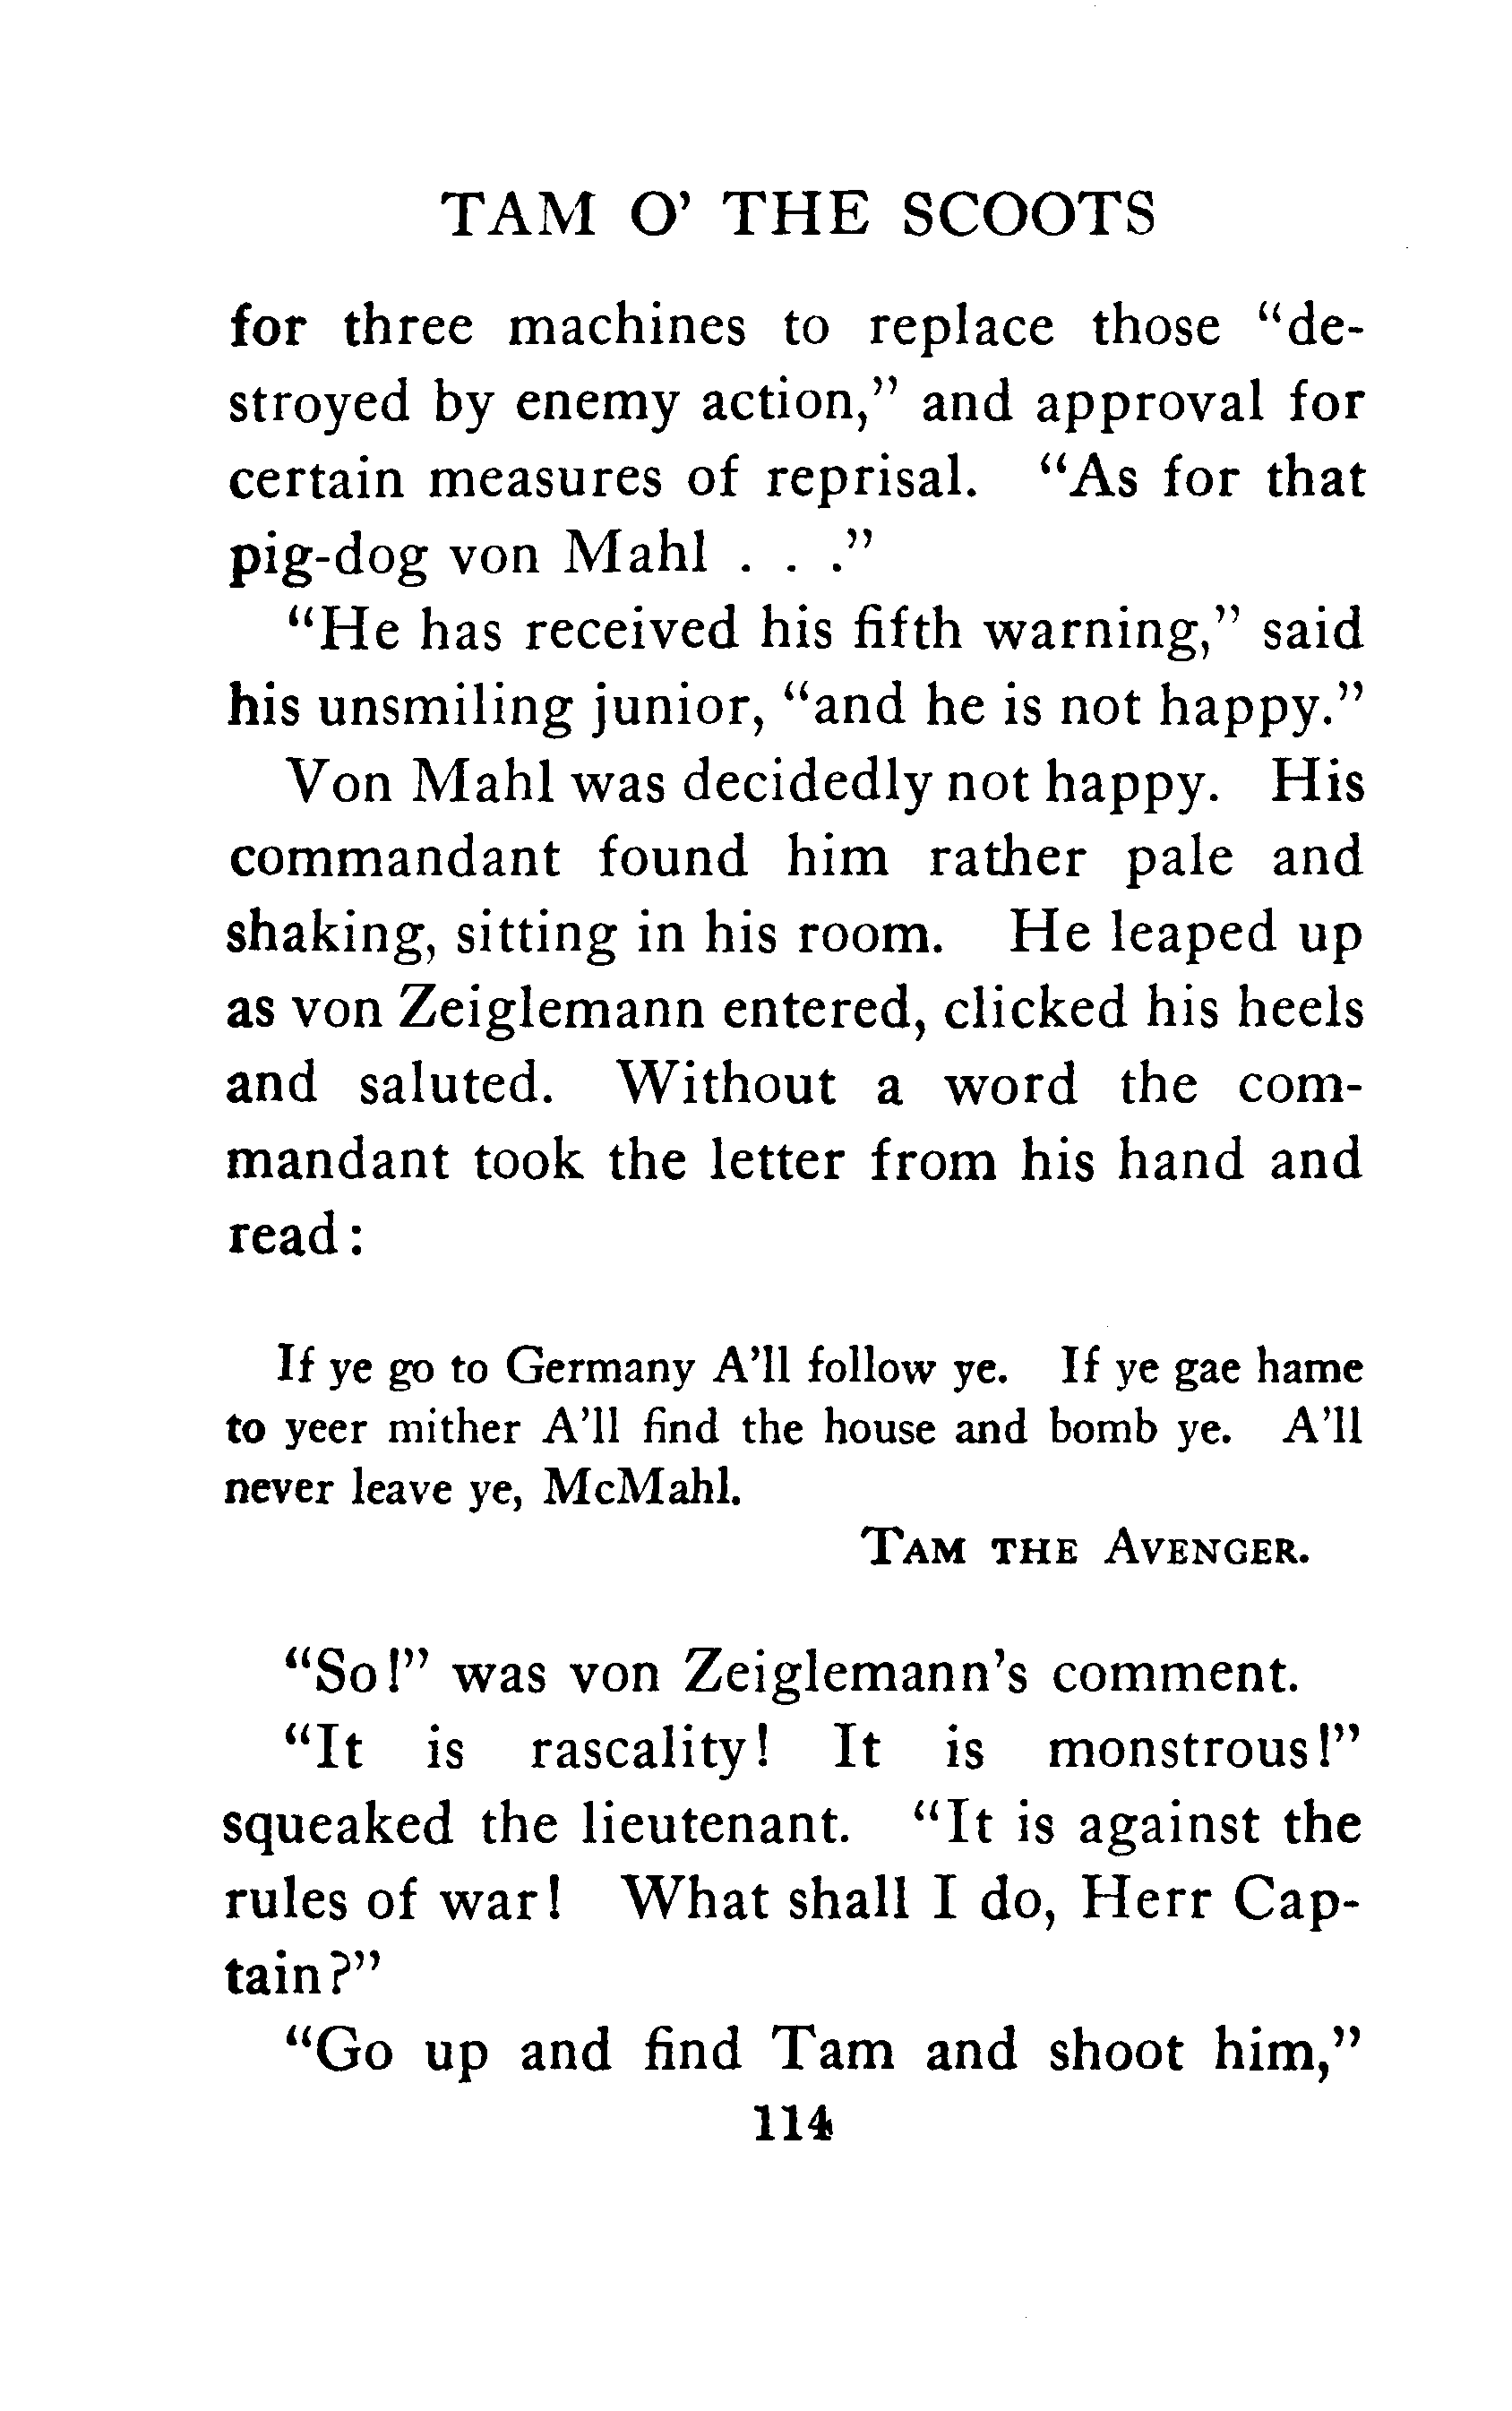 TAM O' THE SCOOTS
for three machines to replace those "de-
stroyed by enemy action," and approval for
certain measures of reprisal. "As for that
pig-dog von Mahl . . ."
"He has received his fifth warning," said
his unsmiling junior, "and he is not happy."
Von Mahl was decidedly not happy. His
commandant found him rather pale and
shaking, sitting in his room. He leaped up
as von Zeiglemann entered, clicked his heels
and saluted. Without a word the com-
mandant took the letter from his hand and
read:
If ye go to Germany A'll follow ye. If ye gae hame
to yeer mither A'll find the house and bomb ye. A'll
never leave ye, McMahl.
TAM THE AVENGER.
"So!" was von Zeiglemann's comment.
"It is rascality! It is monstrous!"
squeaked the lieutenant. "It is against the
rules of war! What shall I do, Herr Cap-
tain?"
"Go up and find Tam and shoot him,"
114